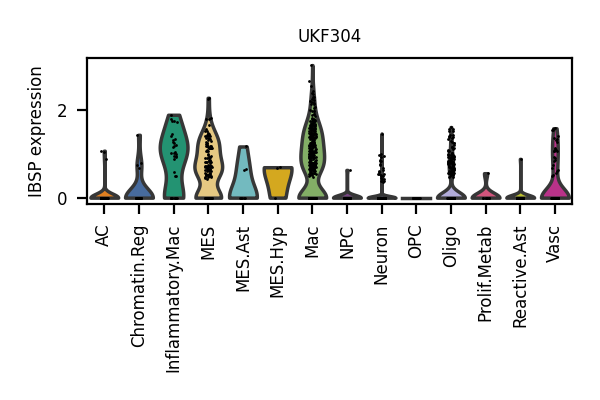 UKF304
IBSP expression
2
0
AC
Chromatin.Reg
Inflammatory.Mac
MES
MES.Ast
MES.Hyp
Mac
NPC
Neuron
OPC
Oligo
Prolif.Metab
Reactive.Ast
Vasc